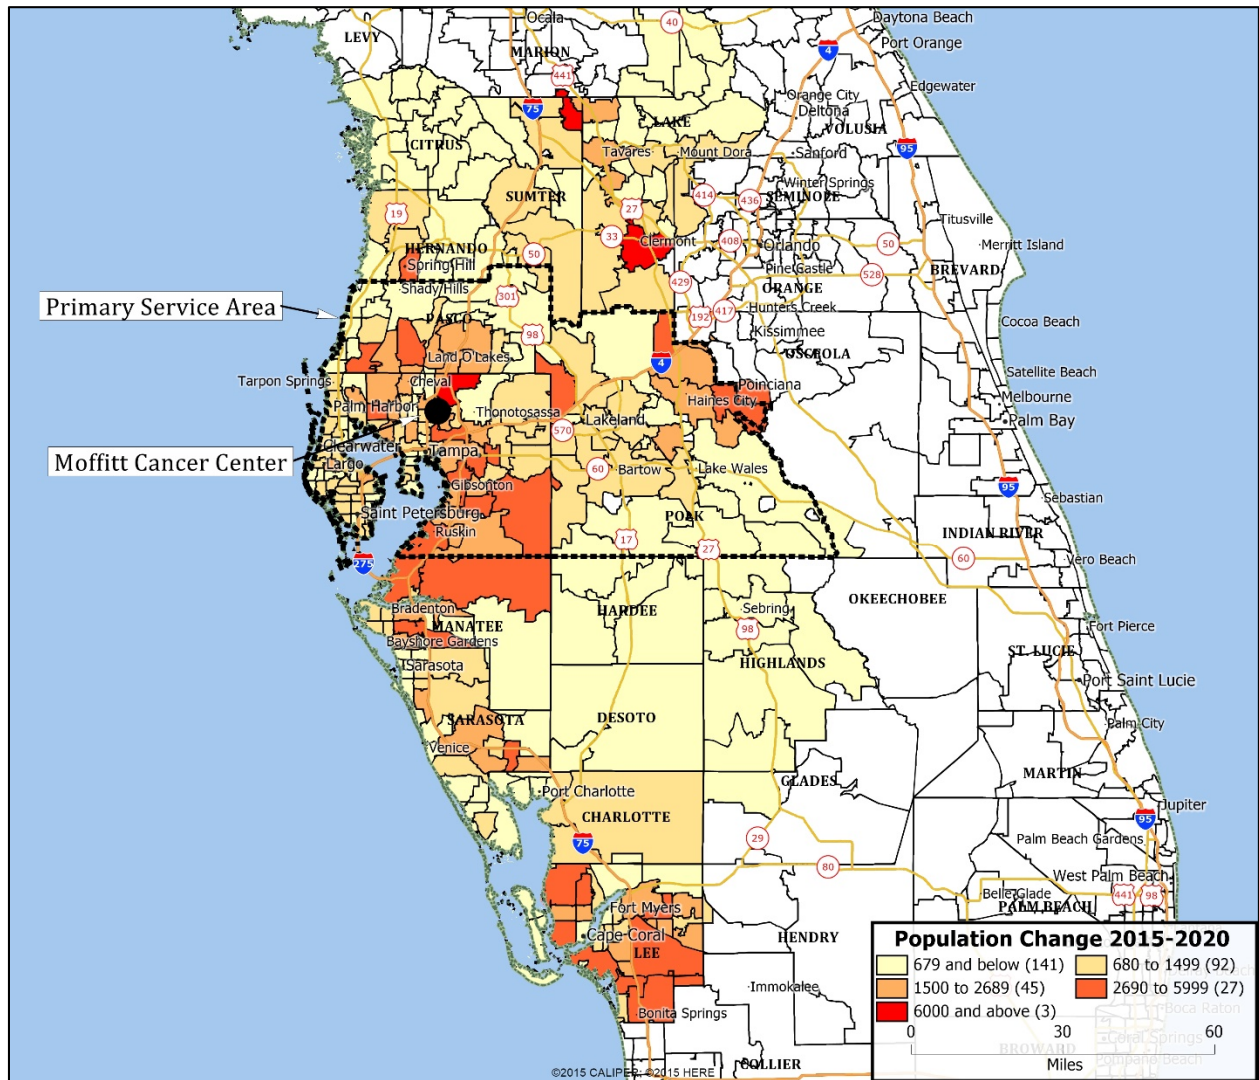 Ocala
40
Daytona Beach
LEVY
Port Orange
MARION
4
441
Edgewater
Orange City
75
Deltona
LAKE
VOLUSIA
CITRUS
Tavares
Mount Dora
Sanford
95
Winter Springs
SUMTER
414
436
SEMINOLE
19
27
Titusville
33
Clermont
408
Orlando
50
Merritt Island
HERNANDO
50
Spring Hill
Pine Castle
528
BREVARD
Shady Hills
429
ORANGE
Primary Service Area
301
192
417
Hunters Creek
PASCO
Cocoa Beach
98
Kissimmee
Land O'Lakes
4
OSCEOLA
Satellite Beach
Tarpon Springs
Cheval
Poinciana
Melbourne
Palm Harbor
Thonotosassa
Haines City
Palm Bay
Lakeland
570
Clearwater
Tampa
Moffitt Cancer Center
Largo
60
Bartow
Lake Wales
Gibsonton
95
Sebastian
Saint Petersburg
POLK
Ruskin
INDIAN RIVER
17
27
275
60
Vero Beach
Bradenton
HARDEE
Sebring
OKEECHOBEE
MANATEE
98
Fort Pierce
Bayshore Gardens
Sarasota
HIGHLANDS
ST. LUCIE
Port Saint Lucie
SARASOTA
DESOTO
Palm City
Venice
GLADES
MARTIN
Port Charlotte
Jupiter
CHARLOTTE
95
75
29
Palm Beach Gardens
80
West Palm Beach
Belle Glade
441
98
Fort Myers
PALM BEACH
Cape Coral
HENDRY
LEE
Immokalee
Bonita Springs
COLLIER
Population Change 2015-2020
679 and below (141)
680 to 1499 (92)
1500 to 2689 (45)
2690 to 5999 (27)
6000 and above (3)
0
30
60
Miles
Boca Raton
Coral Springs
BROWARD
Pompano Beach
©2015 CALIPER; ©2015 HERE